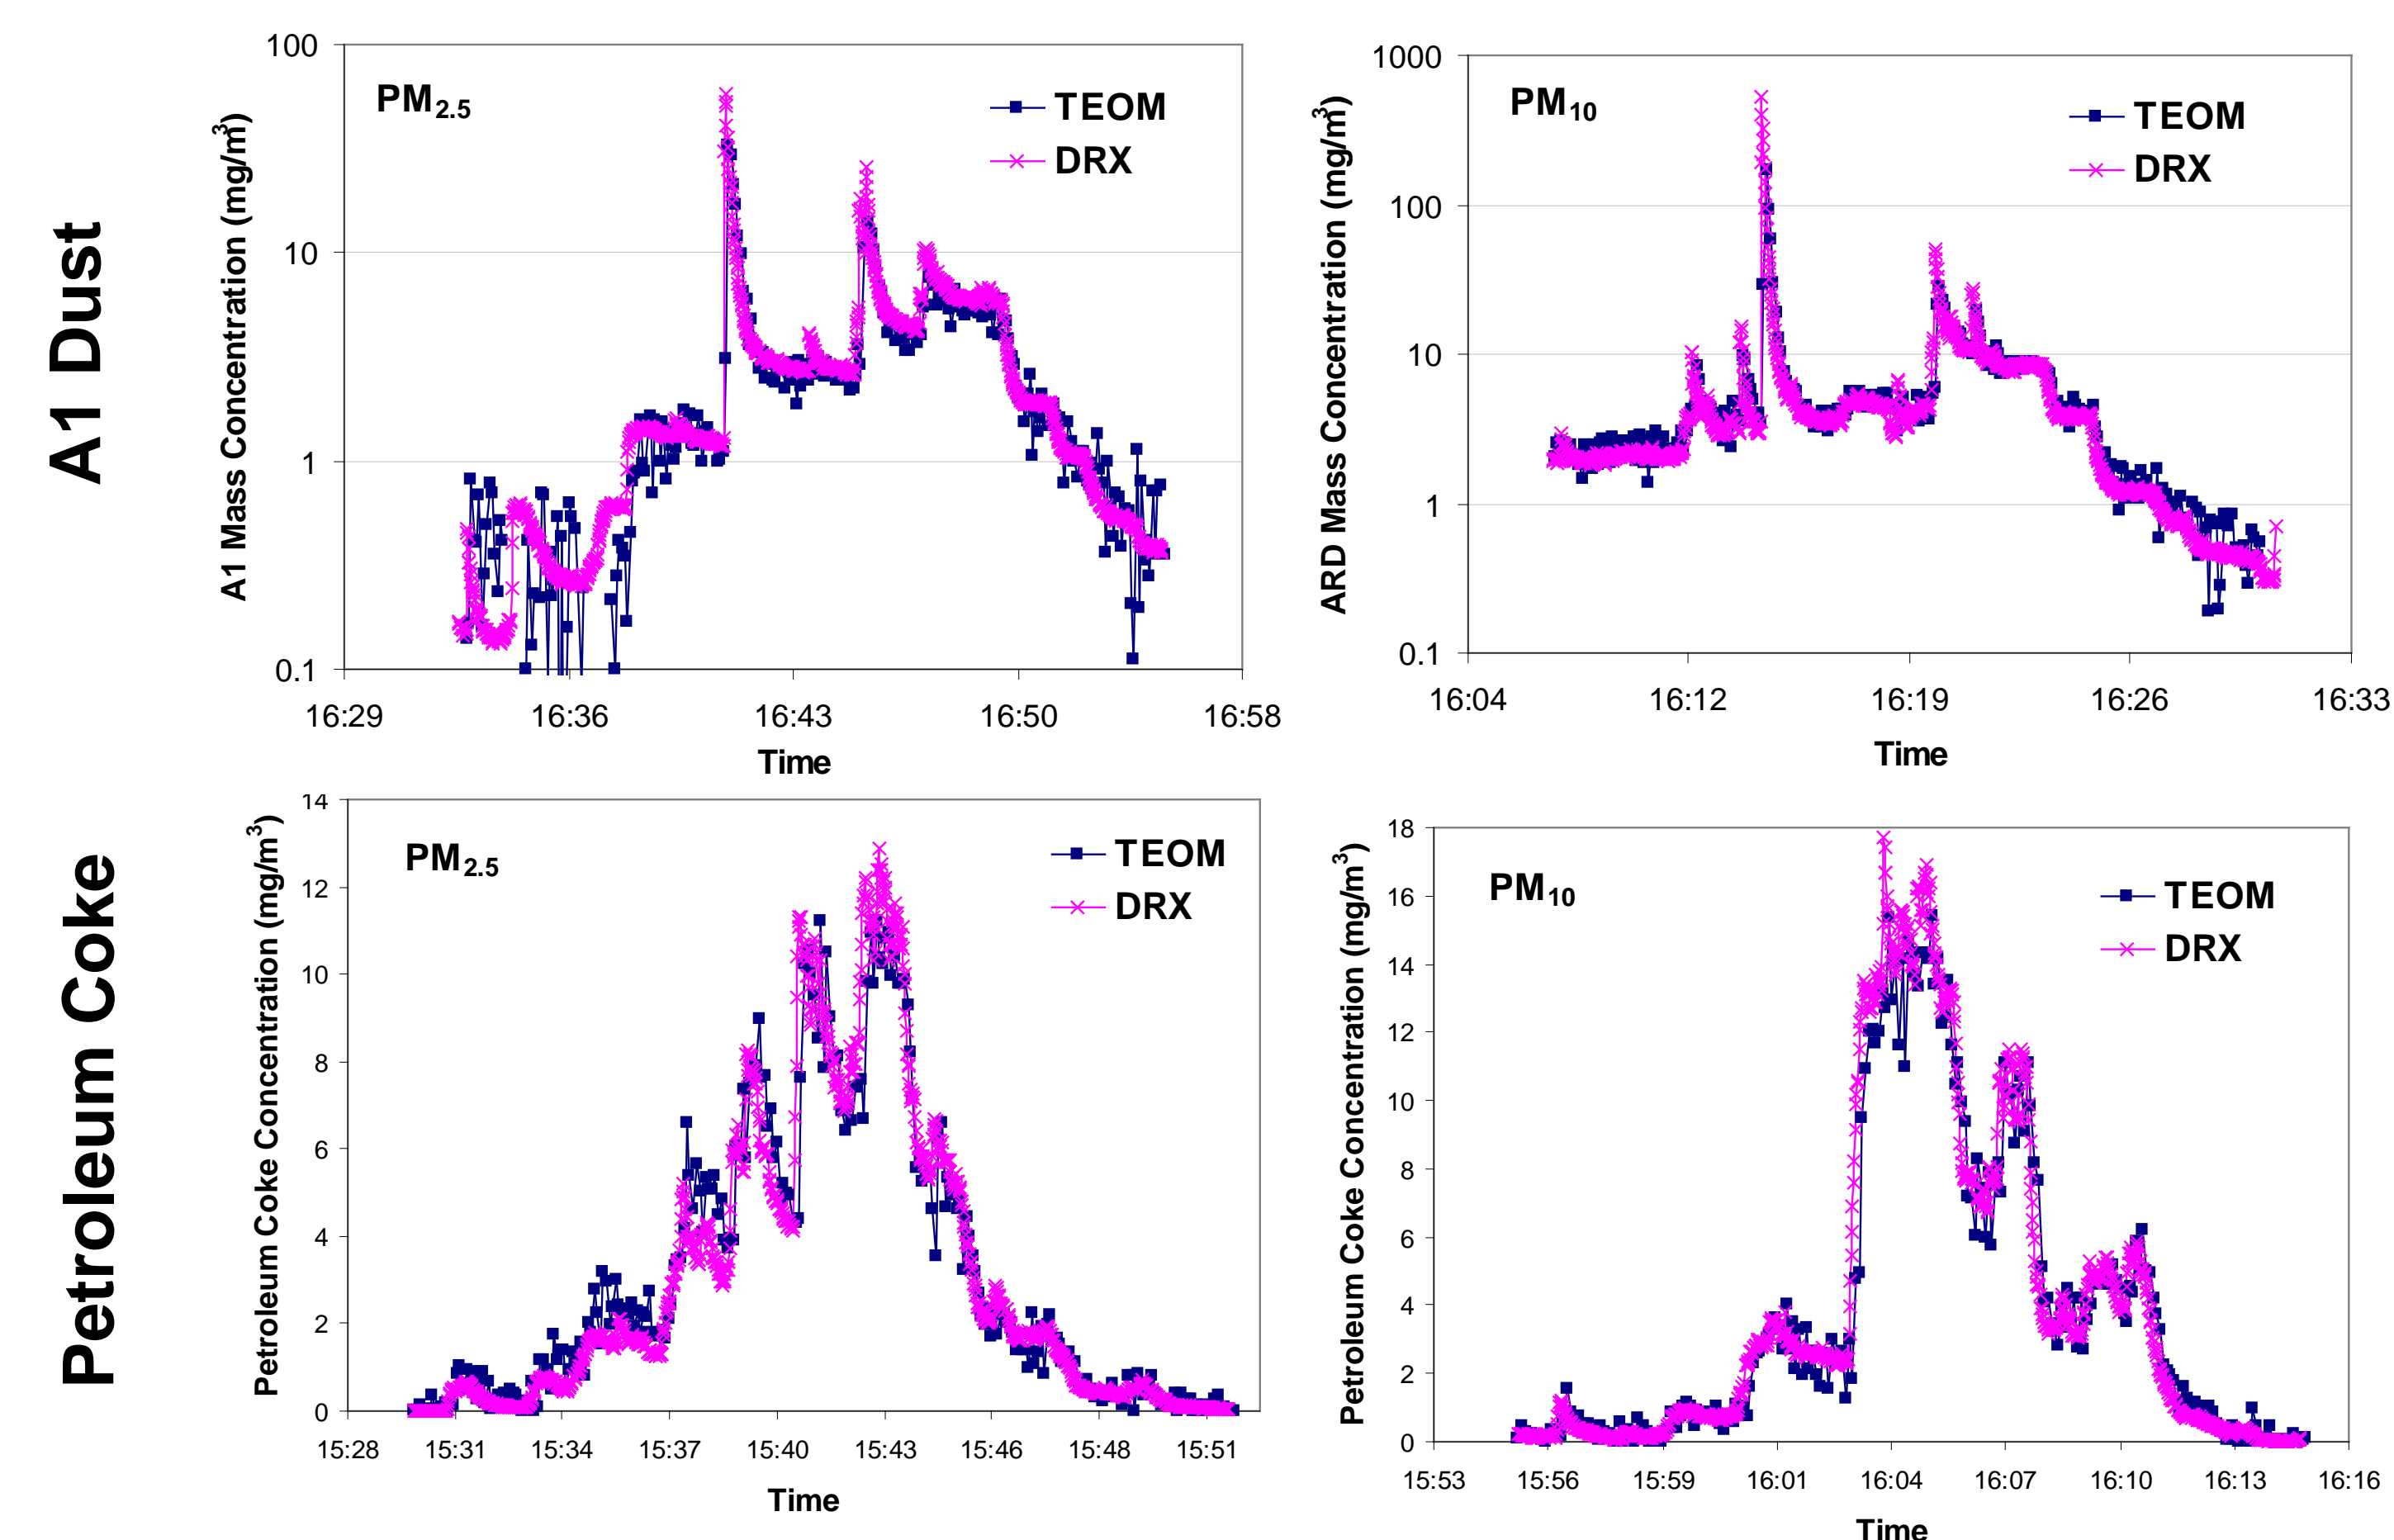 A1 Dust
A1 Mass Concentration (mg/m³)
100
10
1
0.1
PM2.5
TEOM
DRX
16:29 16:36 16:43 16:50 16:58
Time
ARD Mass Concentration (mg/m³)
1000
100
10
1
0.1
PM10
TEOM
DRX
16:04 16:12 16:19 16:26 16:33
Time
Petroleum Coke
Petroleum Coke Concentration (mg/m³)
14
12
10
8
6
4
2
0
PM2.5
TEOM
DRX
15:28 15:31 15:34 15:37 15:40 15:43 15:46 15:48 15:51
Time
Petroleum Coke Concentration (mg/m³)
18
16
14
12
10
8
6
4
2
0
PM10
TEOM
DRX
15:53 15:56 15:59 16:01 16:04 16:07 16:10 16:13 16:16
Time